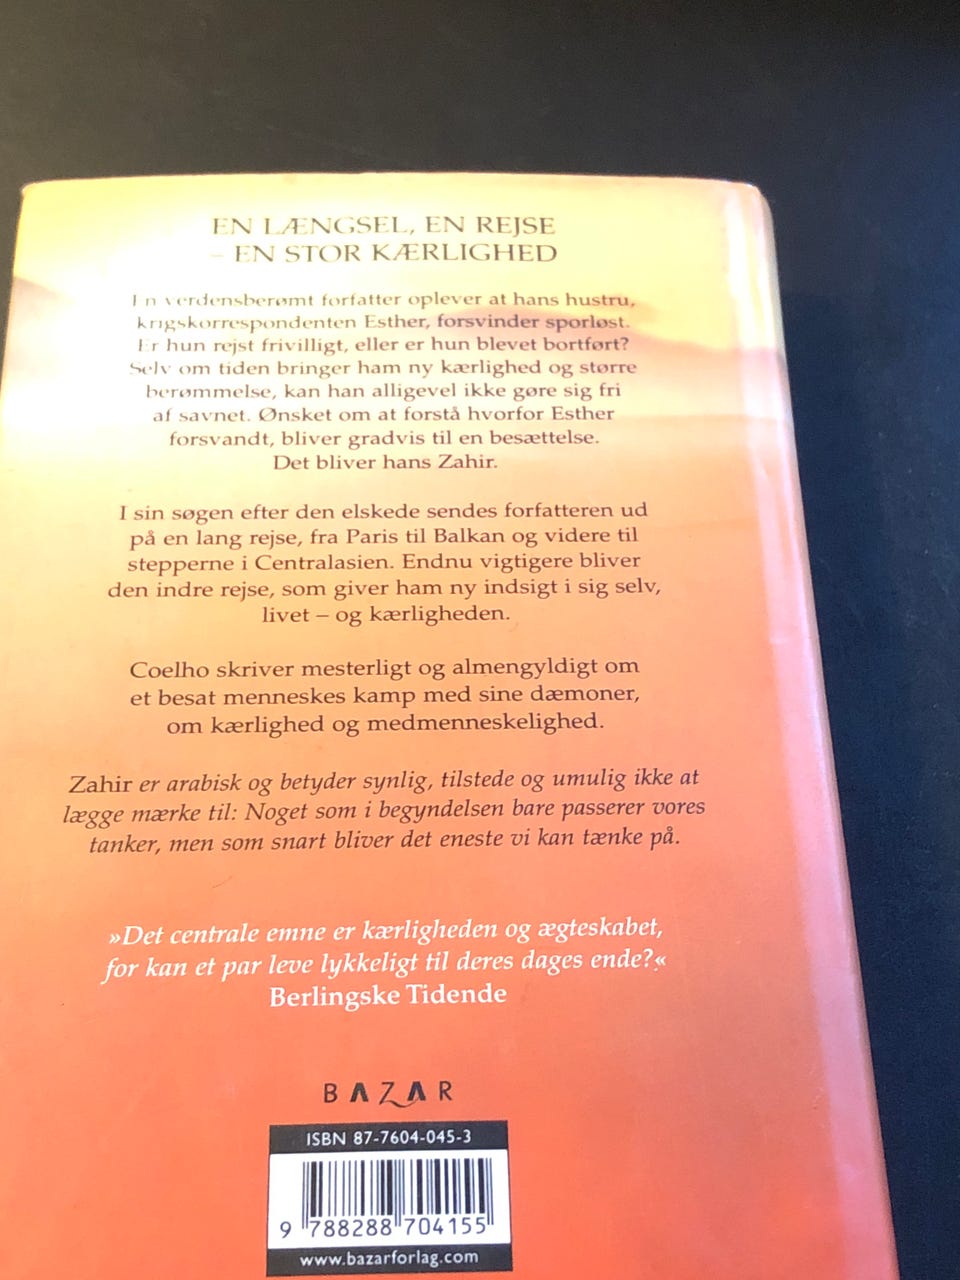 EN LÆNGSEL, EN REJSE
– EN STOR KÆRLIGHED
En verdensberømt forfatter oplever at hans hustru,
krigskorrespondenten Esther, forsvinder sporløst.
Er hun rejst frivilligt, eller er hun blevet bortført?
Selv om tiden bringer ham ny kærlighed og større
berømmelse, kan han alligevel ikke gøre sig fri
af savnet. Ønsket om at forstå hvorfor Esther
forsvandt, bliver gradvis til en besættelse.
Det bliver hans Zahir.
I sin søgen efter den elskede sendes forfatteren ud
på en lang rejse, fra Paris til Balkan og videre til
stepperne i Centralasien. Endnu vigtigere bliver
den indre rejse, som giver ham ny indsigt i sig selv,
livet – og kærligheden.
Coelho skriver mesterligt og almengyldigt om
et besat menneskes kamp med sine dæmoner,
om kærlighed og medmenneskelighed.
Zahir er arabisk og betyder synlig, tilstede og umulig ikke at
lægge mærke til: Noget som i begyndelsen bare passerer vores
tanker, men som snart bliver det eneste vi kan tænke på.
»Det centrale emne er kærligheden og ægteskabet,
for kan et par leve lykkeligt til deres dages ende?«
Berlingske Tidende
BAZAR
ISBN 87-7604-045-3
9 788288 704155
www.bazarforlag.com